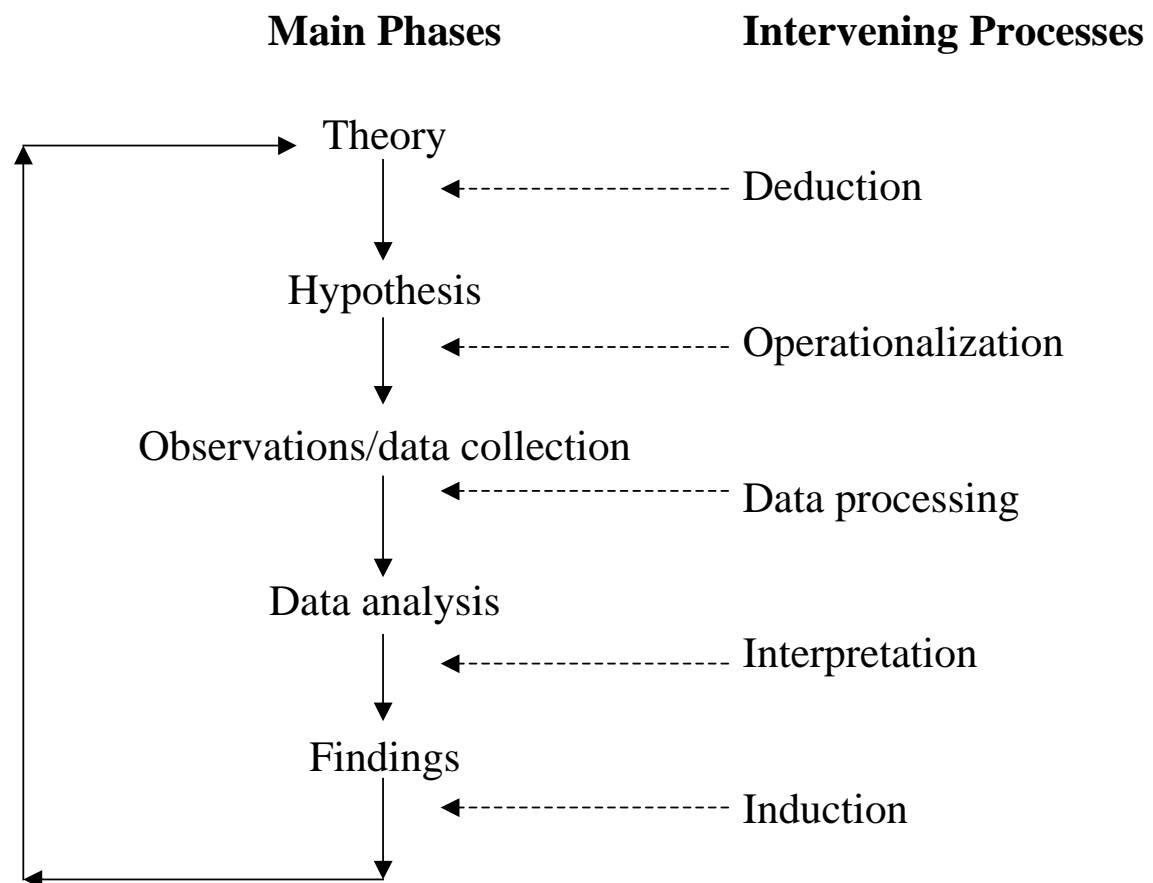 Main Phases Intervening Processes
Theory
Deduction
Hypothesis
Operationalization
Observations/data collection
Data processing
Data analysis
Interpretation
Findings
Induction